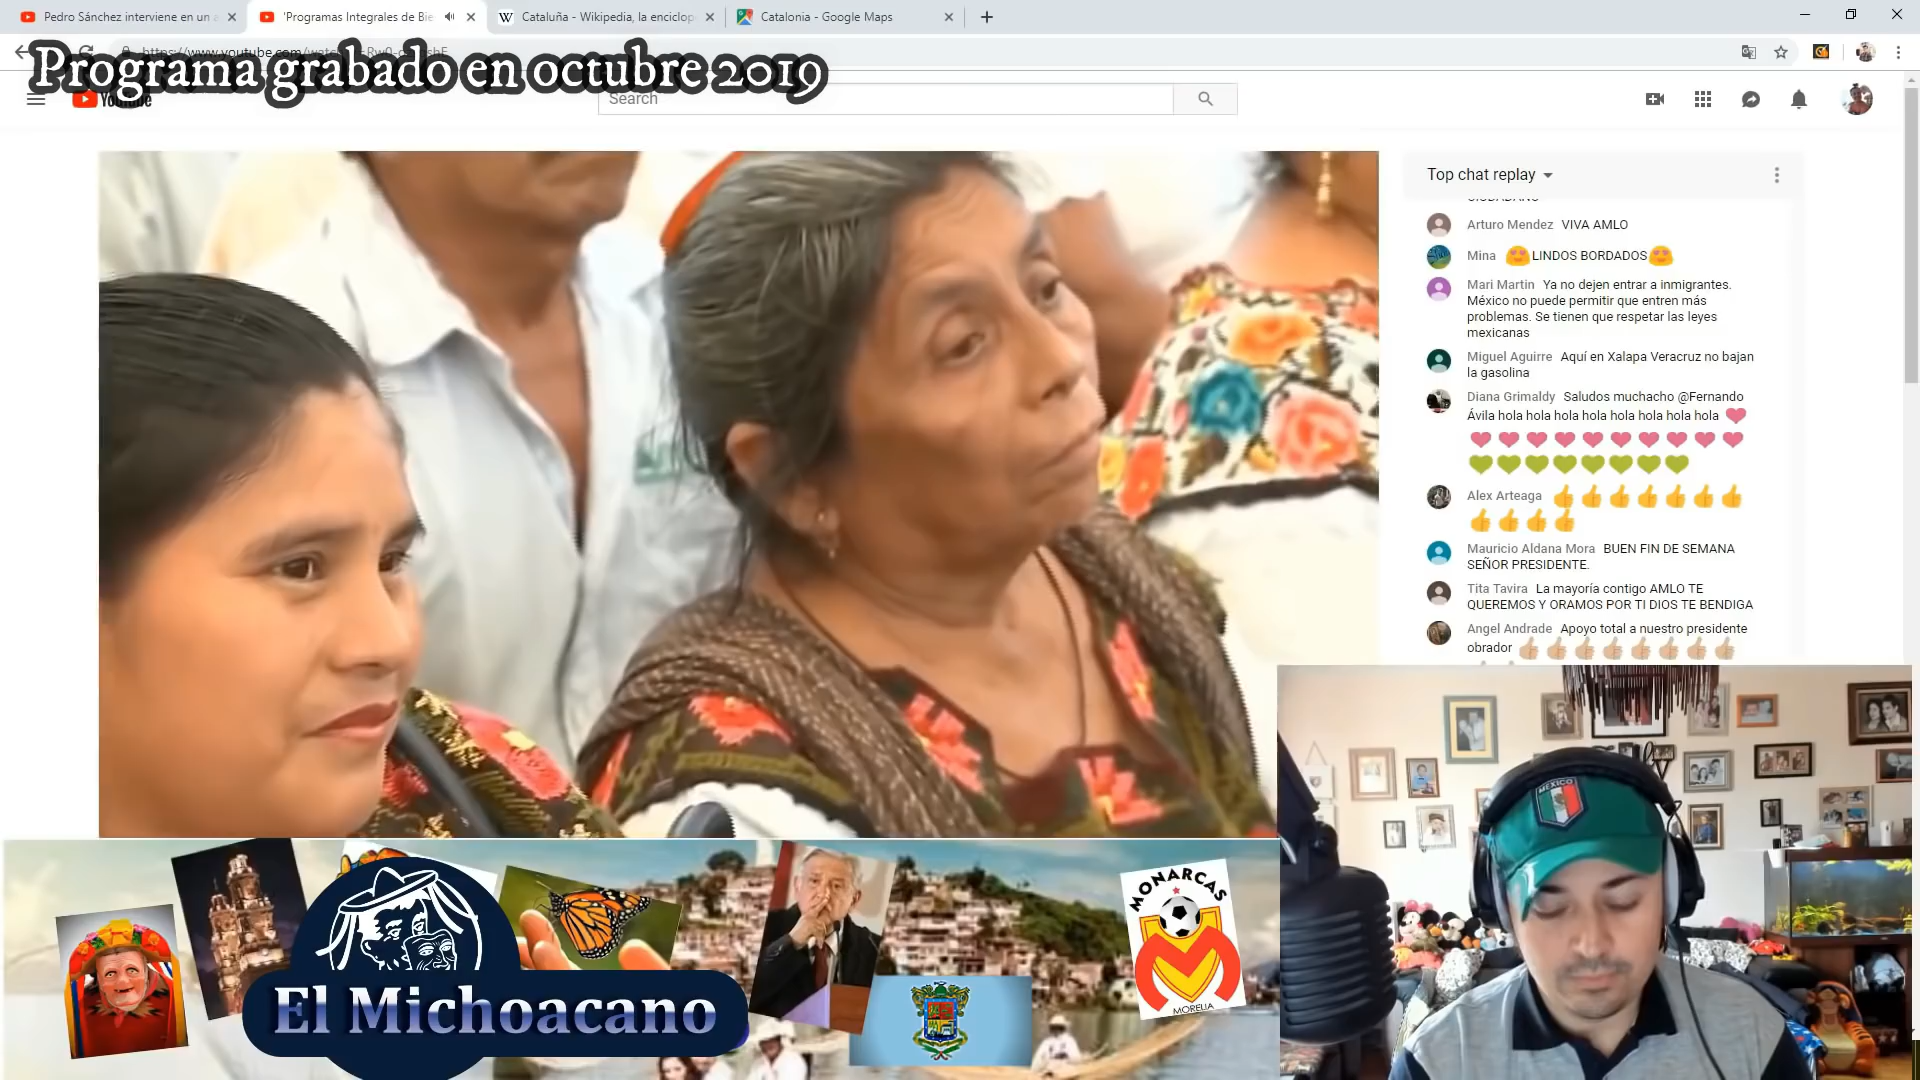 Pedro Sánchez interviene en un a
'Programas Integrales de Bie
Cataluña - Wikipedia, la enciclop
Catalonia - Google Maps
Programa grabado en octubre 2019
YouTube
Search
Top chat replay
CIUDADANO
Arturo Mendez VIVA AMLO
Mina 😍LINDOS BORDADOS😍
Mari Martin Ya no dejen entrar a inmigrantes.
México no puede permitir que entren más
problemas. Se tienen que respetar las leyes
mexicanas
Miguel Aguirre Aquí en Xalapa Veracruz no bajan
la gasolina
Diana Grimaldy Saludos muchacho @Fernando
Ávila hola hola hola hola hola hola hola hola
Alex Arteaga
Mauricio Aldana Mora BUEN FIN DE SEMANA
SEÑOR PRESIDENTE.
Tita Tavira La mayoría contigo AMLO TE
QUEREMOS Y ORAMOS POR TI DIOS TE BENDIGA
Angel Andrade Apoyo total a nuestro presidente
obrador
MEXICO
MONARCAS
MORELIA
El Michoacano